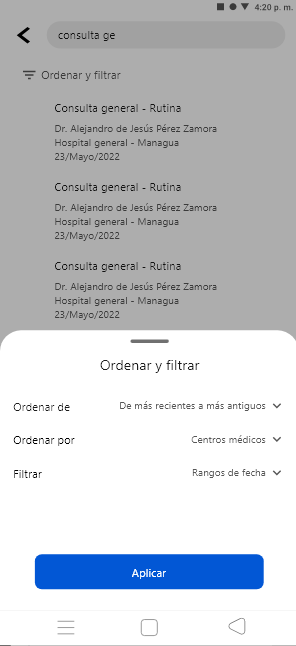 4:20 p. m.
consulta ge
Ordenar y filtrar
Consulta general - Rutina
Dr. Alejandro de Jesús Pérez Zamora
Hospital general - Managua
23/Mayo/2022
Consulta general - Rutina
Dr. Alejandro de Jesús Pérez Zamora
Hospital general - Managua
23/Mayo/2022
Consulta general - Rutina
Dr. Alejandro de Jesús Pérez Zamora
Hospital general - Managua
23/Mayo/2022
Ordenar y filtrar
Ordenar de De más recientes a más antiguos
Ordenar por Centros médicos
Filtrar Rangos de fecha
Aplicar